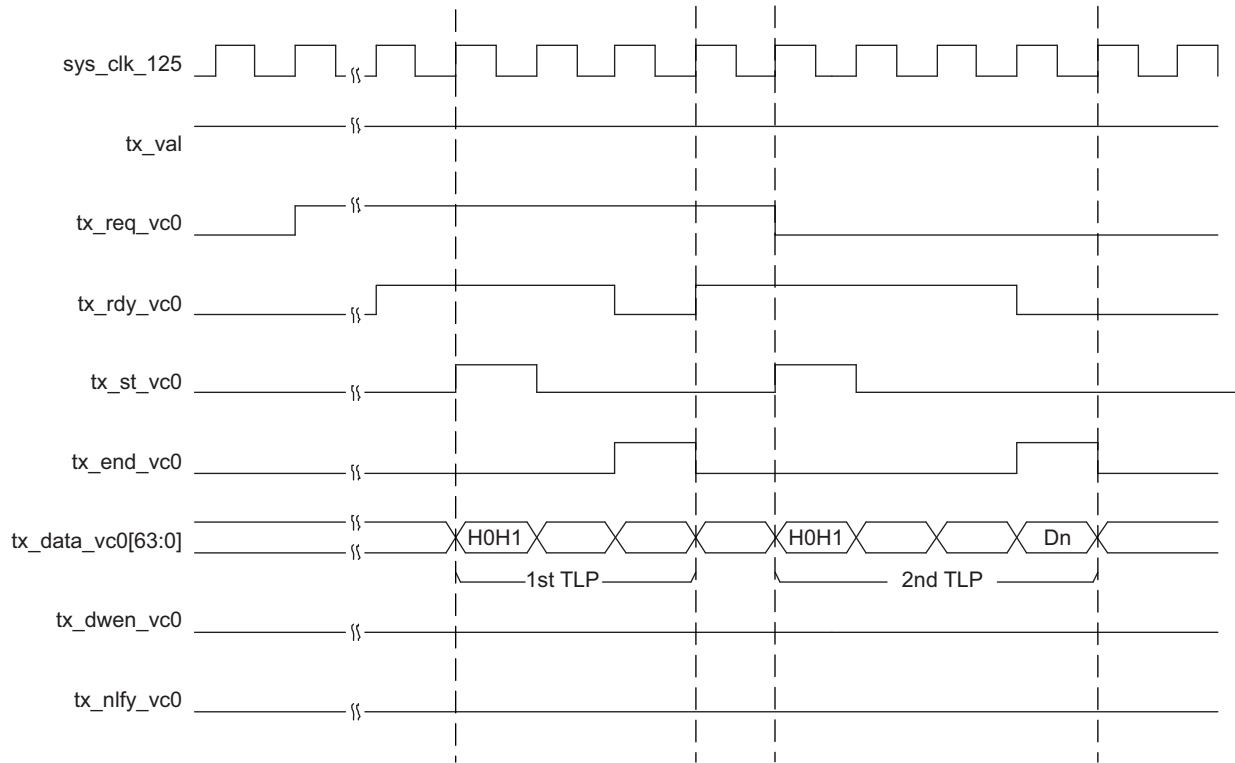 sys_clk_125
tx_val
tx_req_vc0
tx_rdy_vc0
tx_st_vc0
tx_end_vc0
tx_data_vc0[63:0]
H0H1
H0H1
Dn
1st TLP
2nd TLP
tx_dwen_vc0
tx_nlfy_vc0